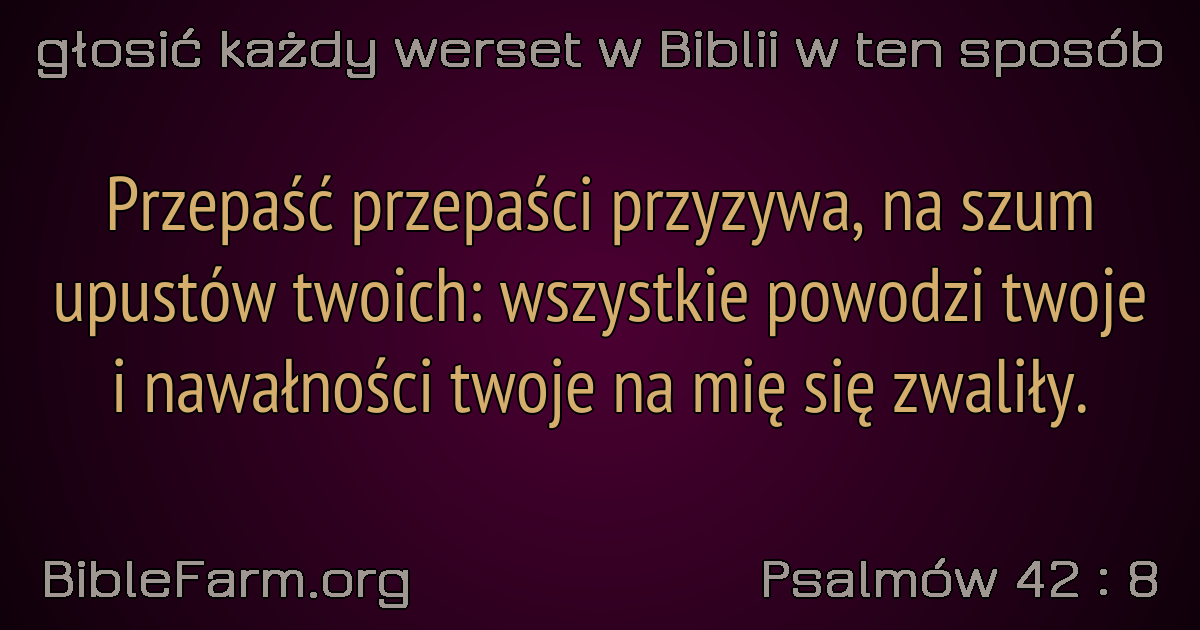 głosić każdy werset w Biblii w ten sposób
Przepaść przepaści przyzywa, na szum
upustów twoich: wszystkie powodzi twoje
i nawałności twoje na mię się zwaliły.
BibleFarm.org
Psalmów 42 : 8